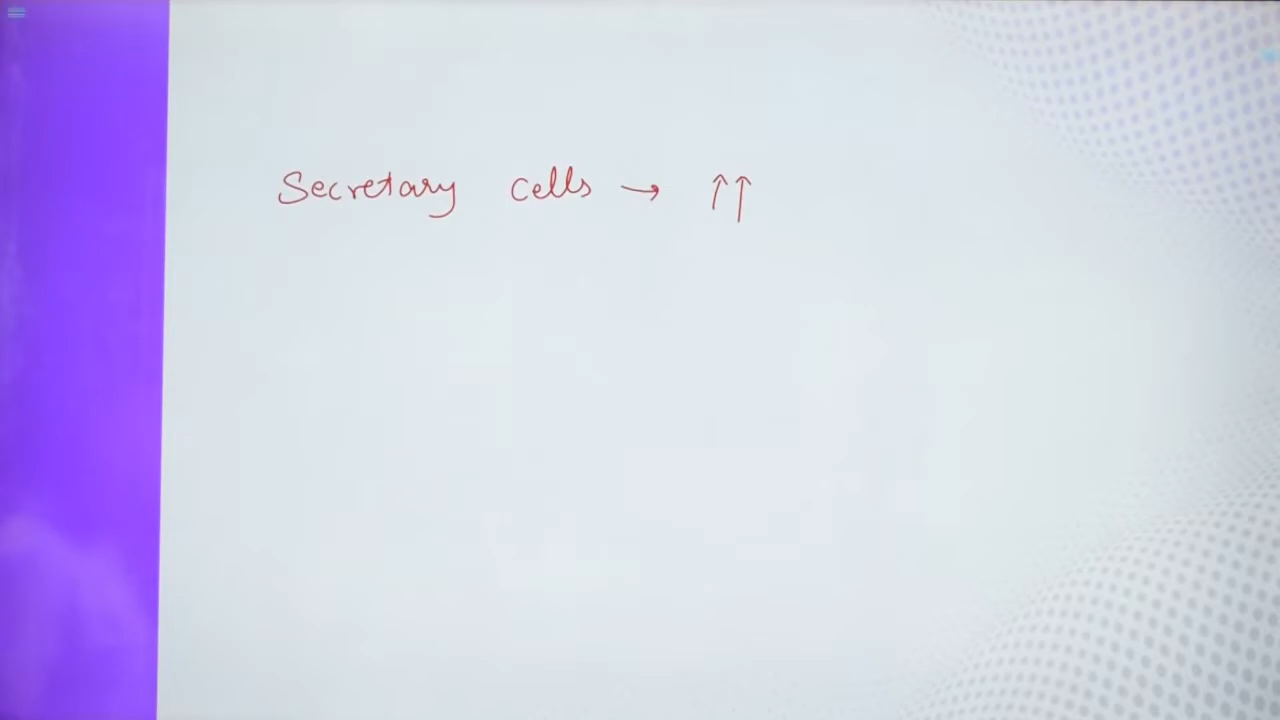 Secretary cells → ↑↑